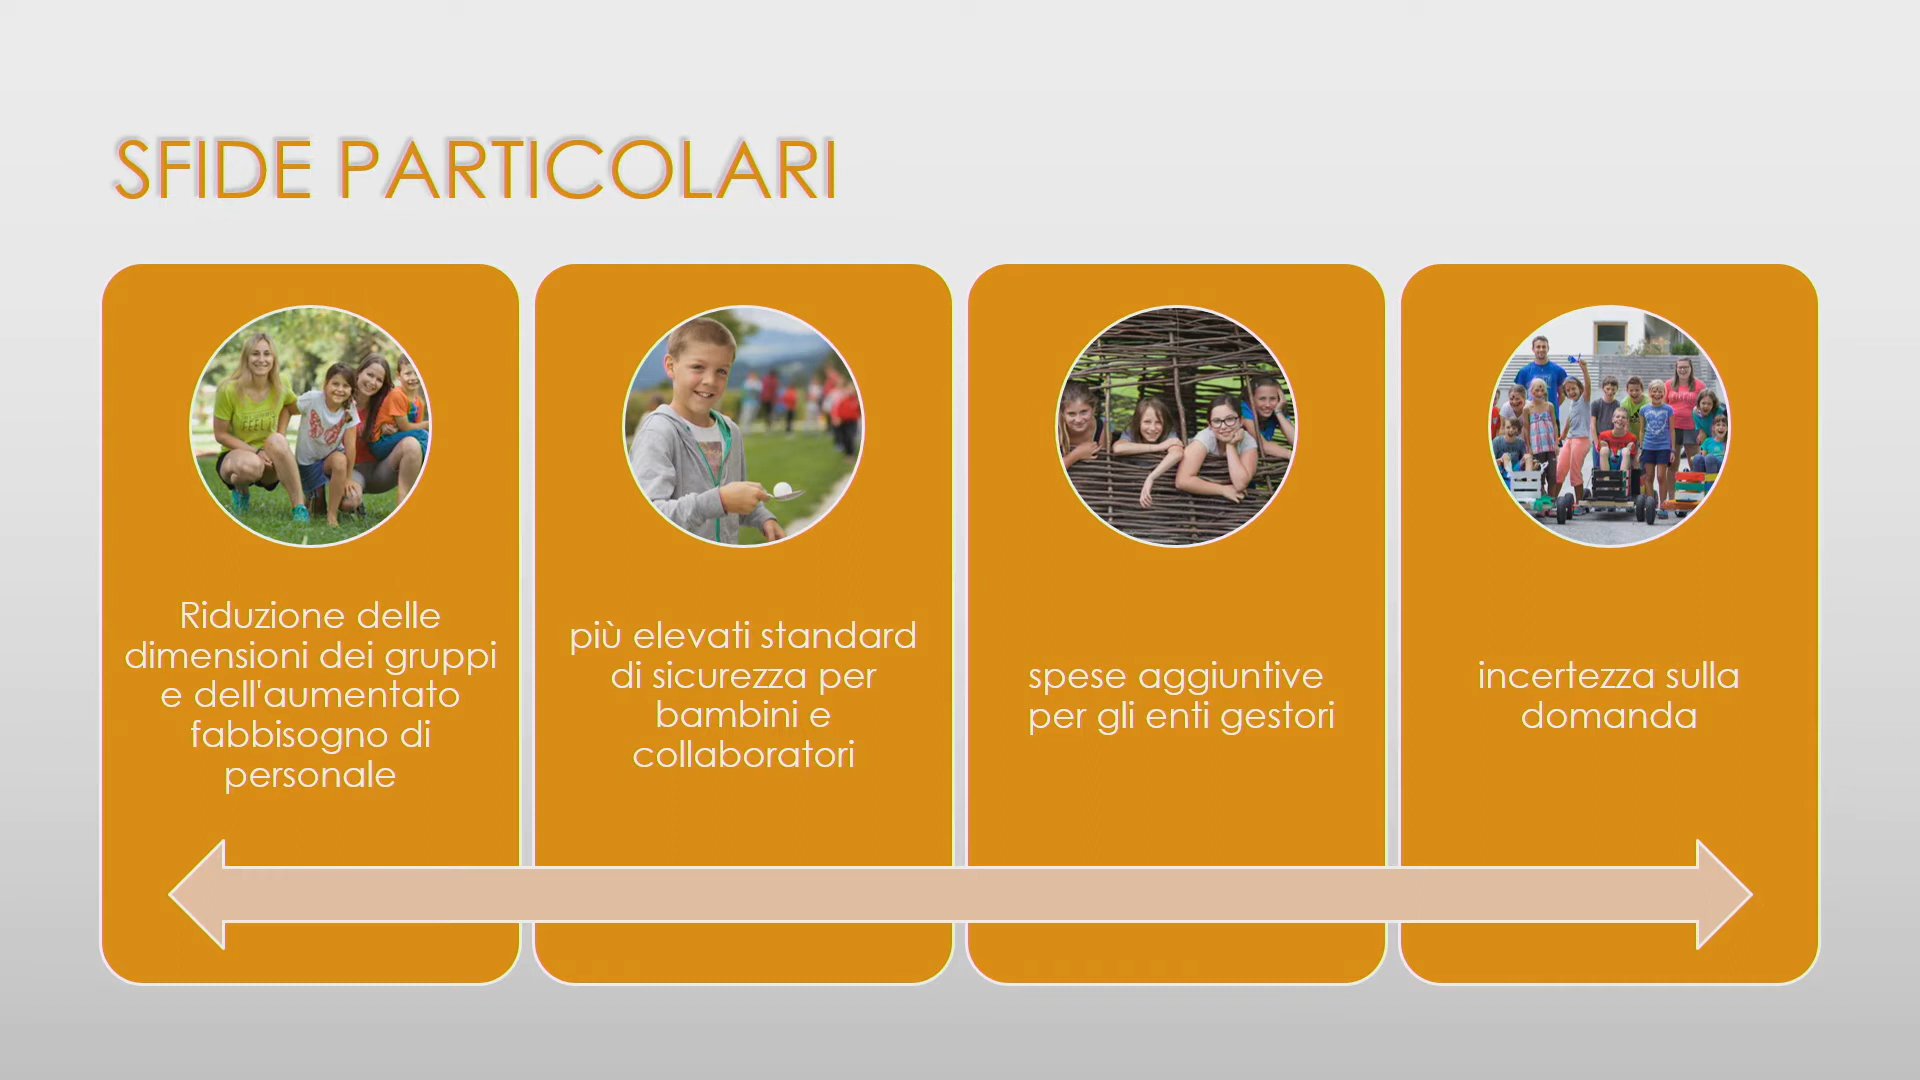 SFIDE PARTICOLARI
Riduzione delle
dimensioni dei gruppi
e dell'aumentato
fabbisogno di
personale
più elevati standard
di sicurezza per
bambini e
collaboratori
spese aggiuntive
per gli enti gestori
incertezza sulla
domanda